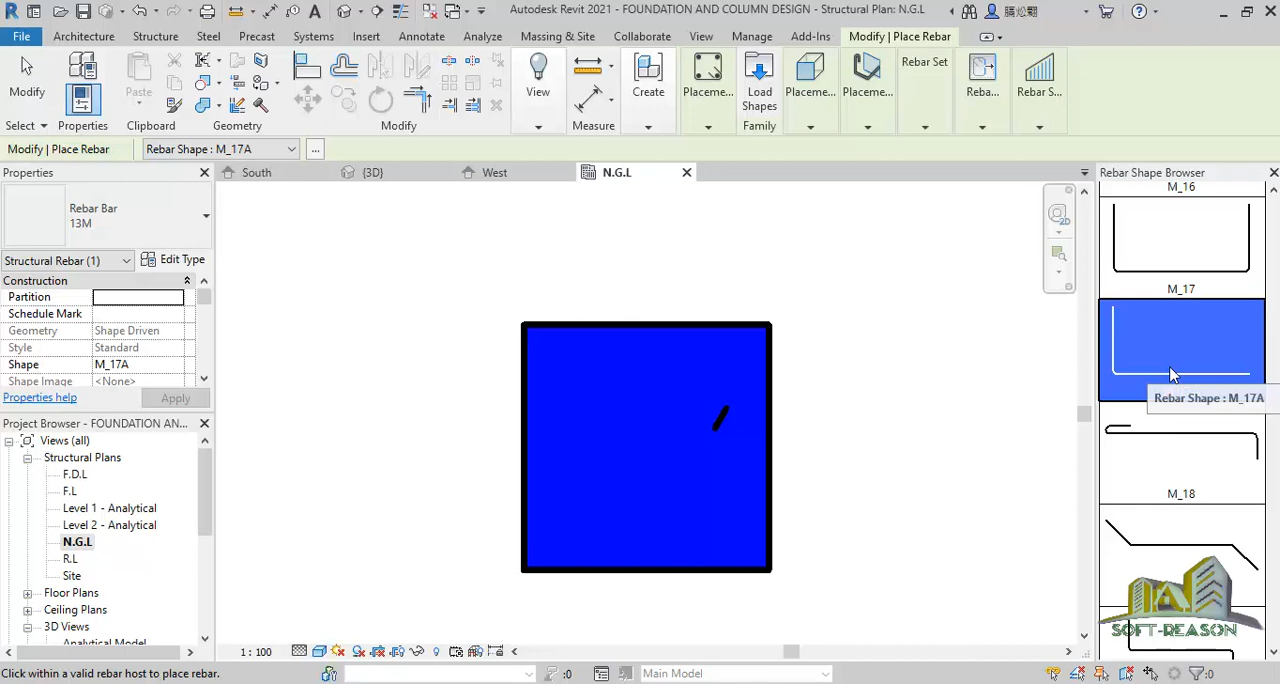 Autodesk Revit 2021 - FOUNDATION AND COLUMN DESIGN - Structural Plan: N.G.L
File Architecture Structure Steel Precast Systems Insert Annotate Analyze Massing & Site Collaborate View Manage Add-Ins Modify | Place Rebar
Modify Paste View Create Placeme... Load Shapes Placeme... Placeme... Rebar Set Reba... Rebar S...
Select Properties Clipboard Geometry Modify Measure Family
Modify | Place Rebar Rebar Shape : M_17A ...
Properties South {3D} West N.G.L Rebar Shape Browser
M_16
Rebar Bar
13M
Structural Rebar (1) Edit Type
Construction
Partition
M_17
Schedule Mark
Geometry Shape Driven
Style Standard
Shape M_17A
Shape Image <None>
Properties help Apply
Rebar Shape : M_17A
Project Browser - FOUNDATION AN...
Views (all)
Structural Plans
F.D.L
F.L
M_18
Level 1 - Analytical
Level 2 - Analytical
N.G.L
R.L
Site
Floor Plans
Ceiling Plans
3D Views
Analytical Model
SOFT-REASON
1 : 100
Click within a valid rebar host to place rebar. :0 Main Model :0